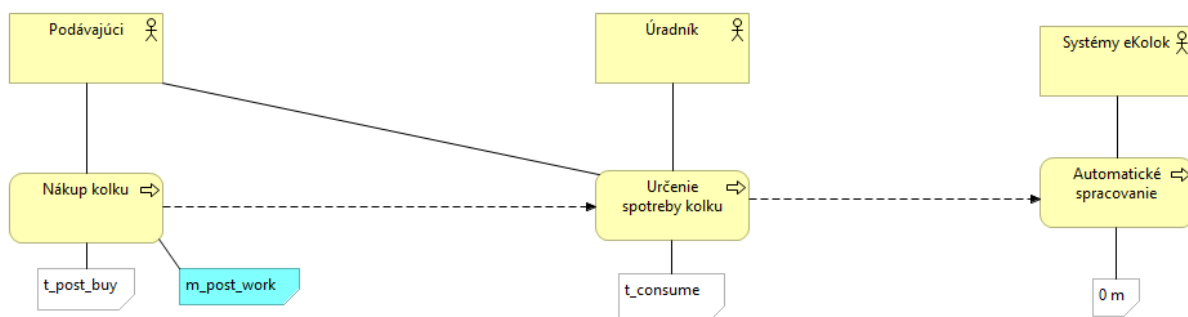 Podávajúci
Úradník
Systémy eKolok
Nákup kolku
Určenie
spotreby kolku
Automatické
spracovanie
t_post_buy
m_post_work
t_consume
0 m